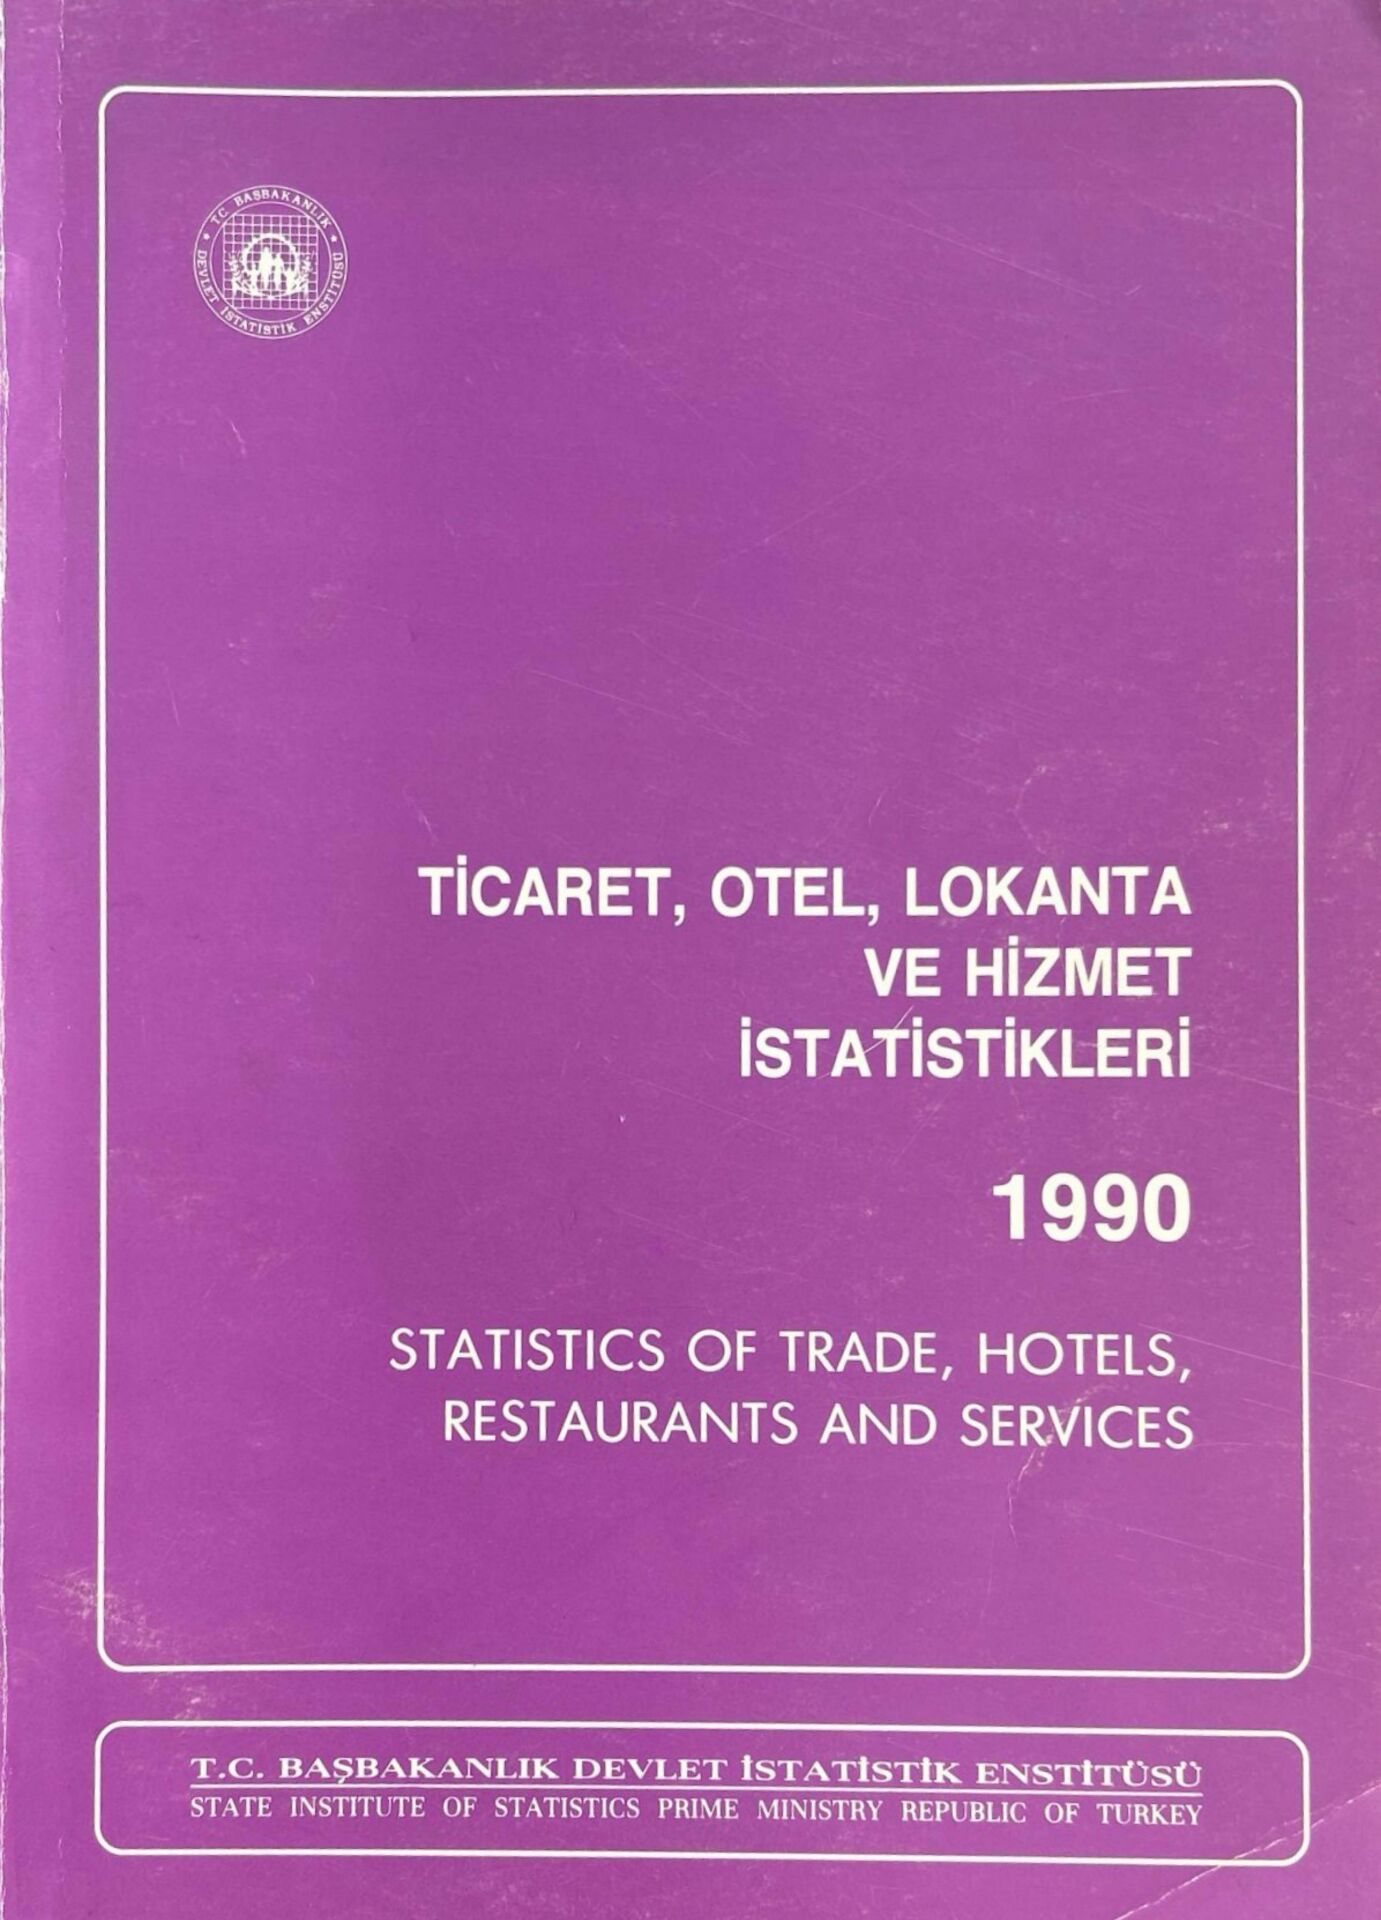 T.C. BAŞBAKANLIK
DEVLET İSTATİSTİK ENSTİTÜSÜ
TİCARET, OTEL, LOKANTA
VE HİZMET
İSTATİSTİKLERİ
1990
STATISTICS OF TRADE, HOTELS,
RESTAURANTS AND SERVICES
T.C. BAŞBAKANLIK DEVLET İSTATİSTİK ENSTİTÜSÜ
STATE INSTITUTE OF STATISTICS PRIME MINISTRY REPUBLIC OF TURKEY